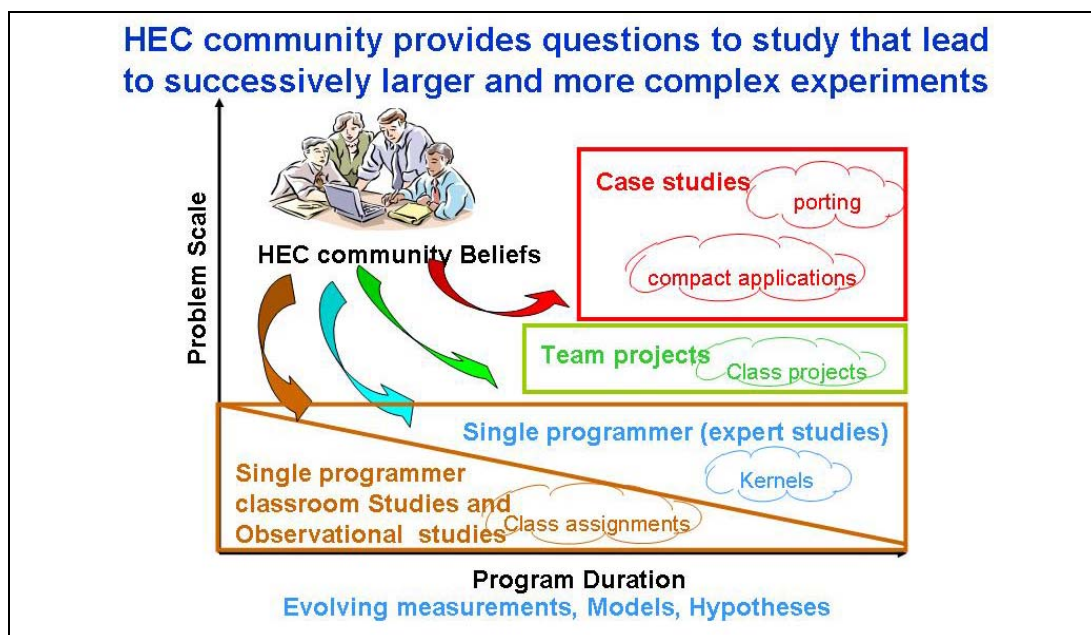 HEC community provides questions to study that lead
to successively larger and more complex experiments
Problem Scale
HEC community Beliefs
Case studies
porting
compact applications
Team projects
Class projects
Single programmer (expert studies)
Kernels
Single programmer
classroom Studies and
Observational studies
Class assignments
Program Duration
Evolving measurements, Models, Hypotheses